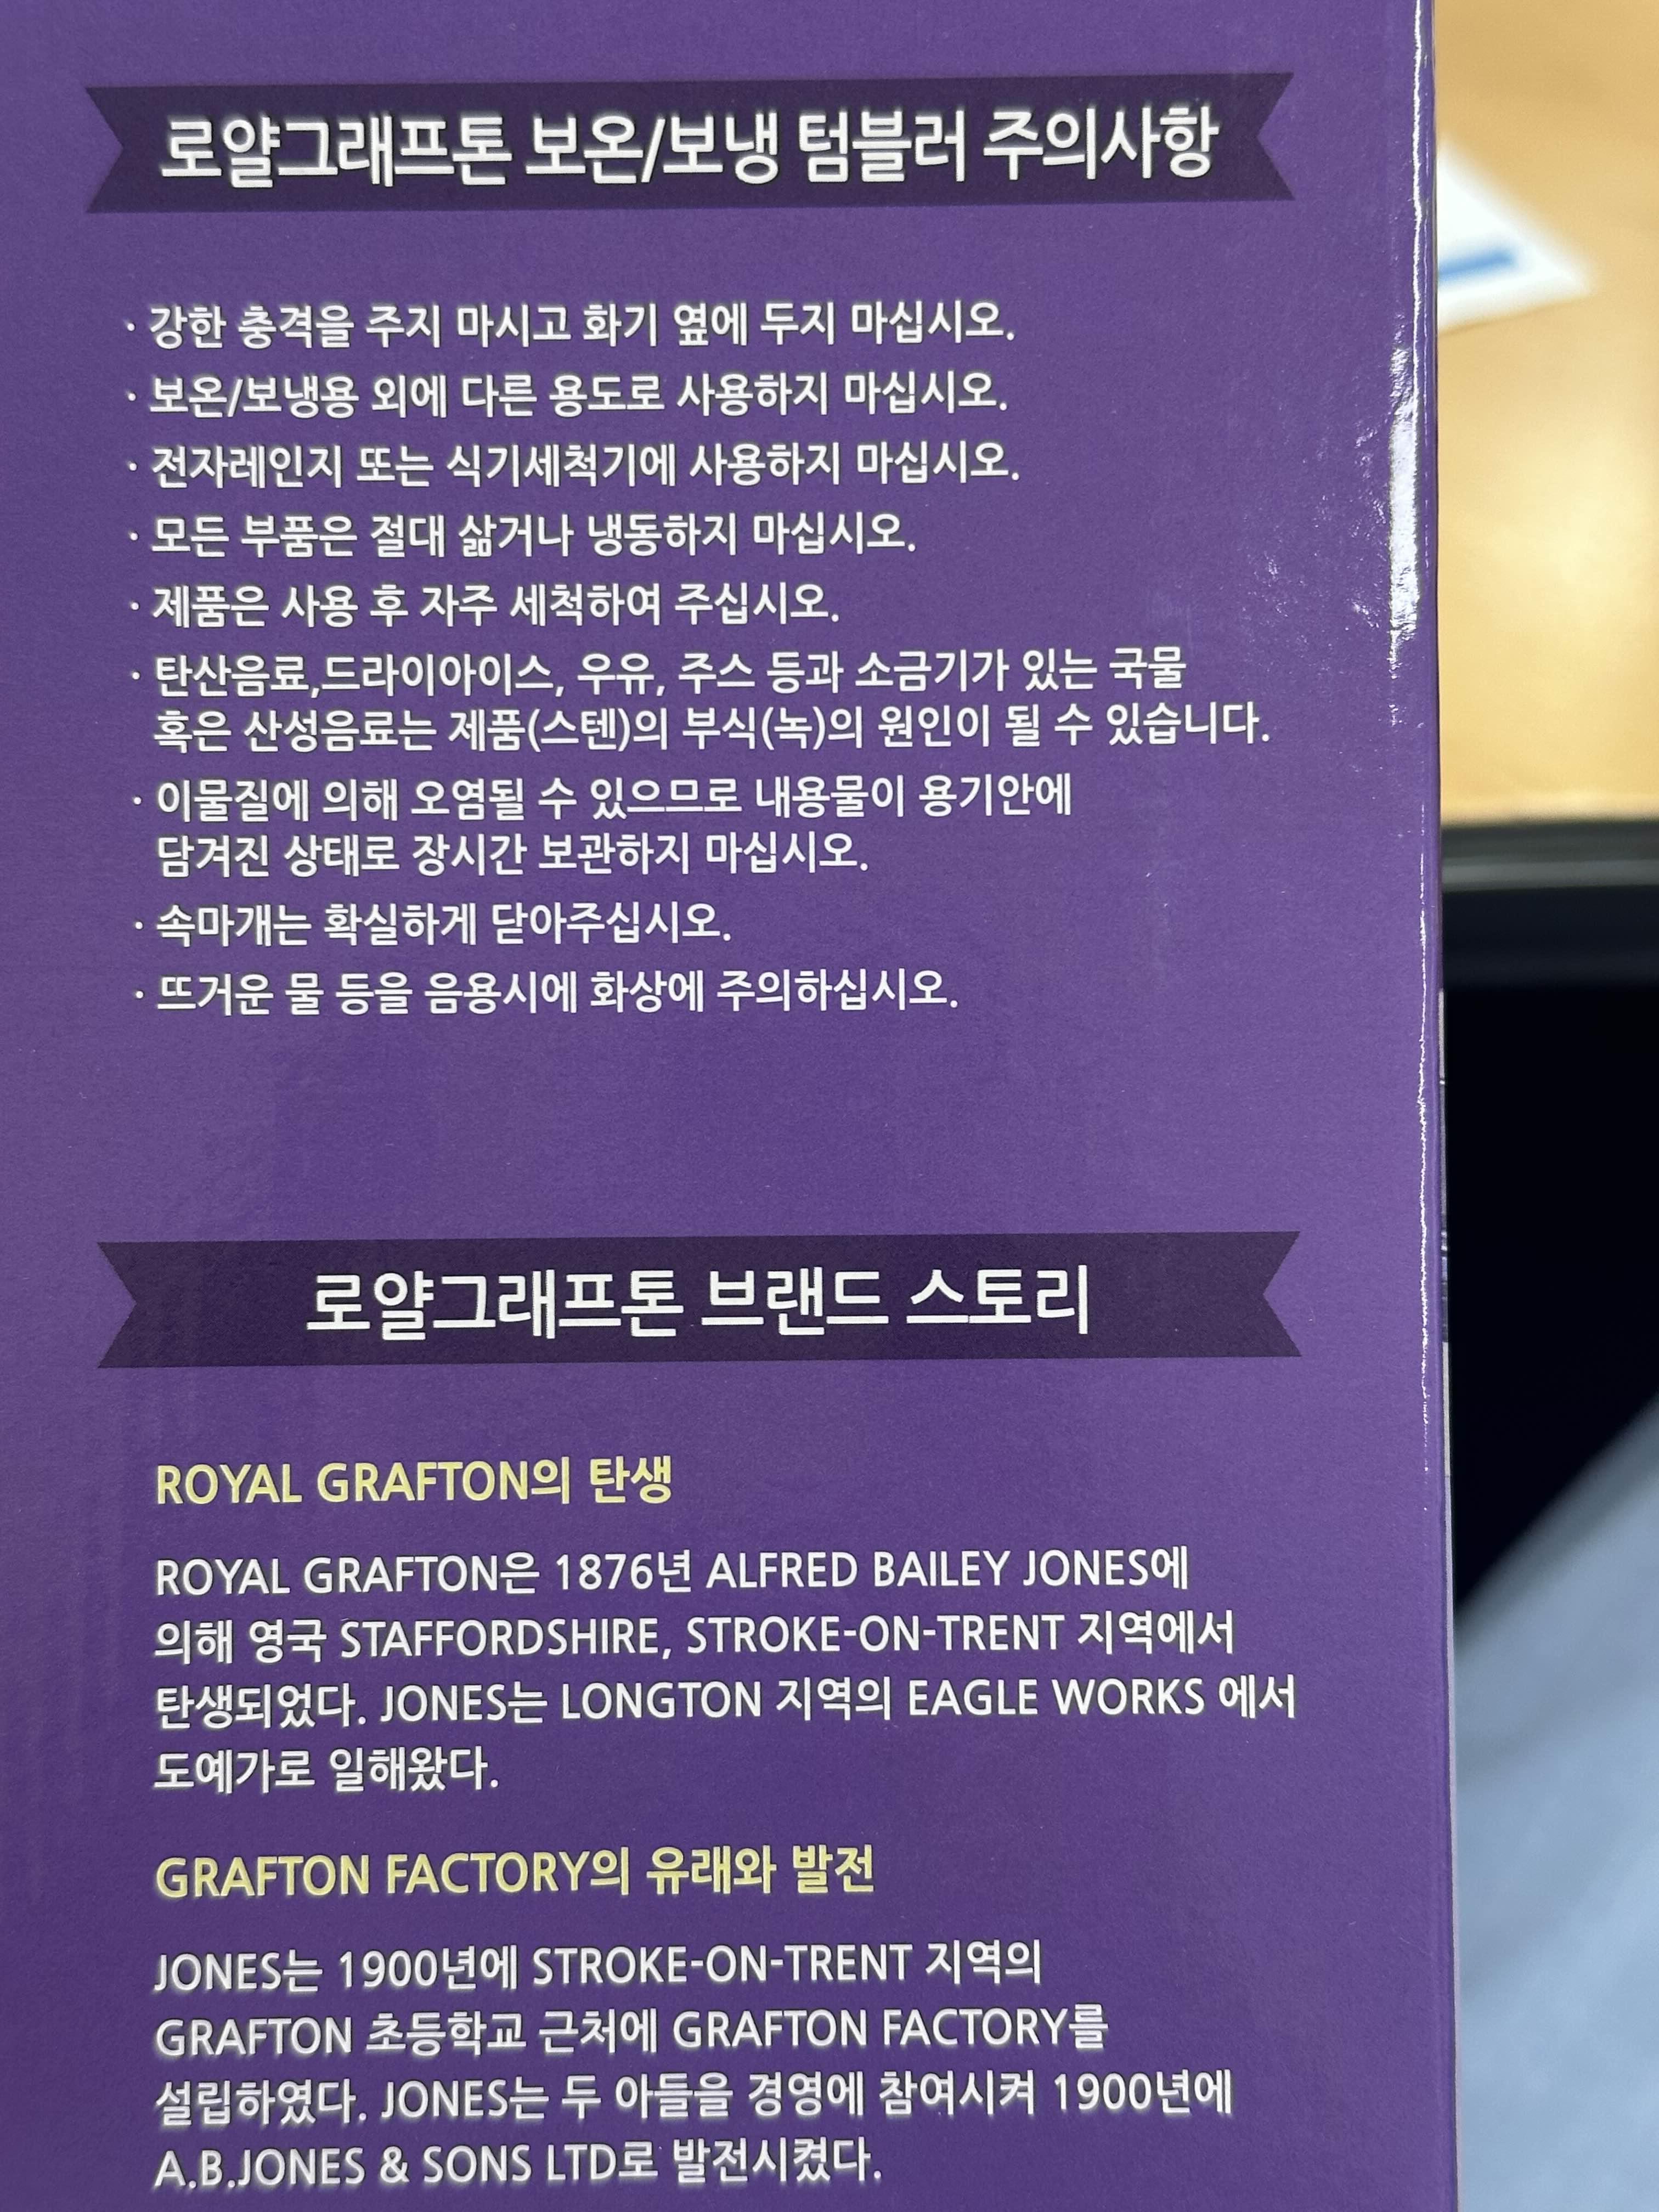 로얄그래프톤 보온/보냉 텀블러 주의사항
· 강한 충격을 주지 마시고 화기 옆에 두지 마십시오.
· 보온/보냉용 외에 다른 용도로 사용하지 마십시오.
· 전자레인지 또는 식기세척기에 사용하지 마십시오.
· 모든 부품은 절대 삶거나 냉동하지 마십시오.
· 제품은 사용 후 자주 세척하여 주십시오.
· 탄산음료,드라이아이스, 우유, 주스 등과 소금기가 있는 국물
혹은 산성음료는 제품(스텐)의 부식(녹)의 원인이 될 수 있습니다.
· 이물질에 의해 오염될 수 있으므로 내용물이 용기안에
담겨진 상태로 장시간 보관하지 마십시오.
· 속마개는 확실하게 닫아주십시오.
· 뜨거운 물 등을 음용시에 화상에 주의하십시오.
로얄그래프톤 브랜드 스토리
ROYAL GRAFTON의 탄생
ROYAL GRAFTON은 1876년 ALFRED BAILEY JONES에
의해 영국 STAFFORDSHIRE, STROKE-ON-TRENT 지역에서
탄생되었다. JONES는 LONGTON 지역의 EAGLE WORKS 에서
도예가로 일해왔다.
GRAFTON FACTORY의 유래와 발전
JONES는 1900년에 STROKE-ON-TRENT 지역의
GRAFTON 초등학교 근처에 GRAFTON FACTORY를
설립하였다. JONES는 두 아들을 경영에 참여시켜 1900년에
A.B.JONES & SONS LTD로 발전시켰다.